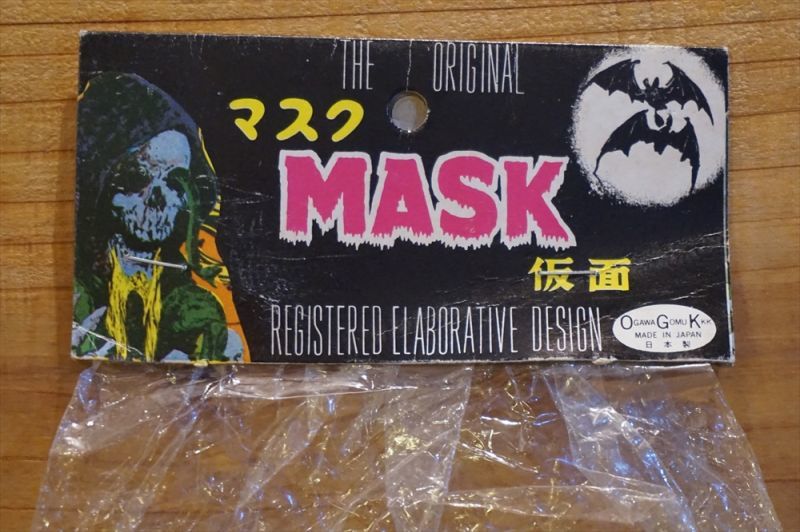 THE ORIGINAL
マスク
MASK
仮面
REGISTERED ELABORATIVE DESIGN
OGAWA GOMU KKK
MADE IN JAPAN
日本製